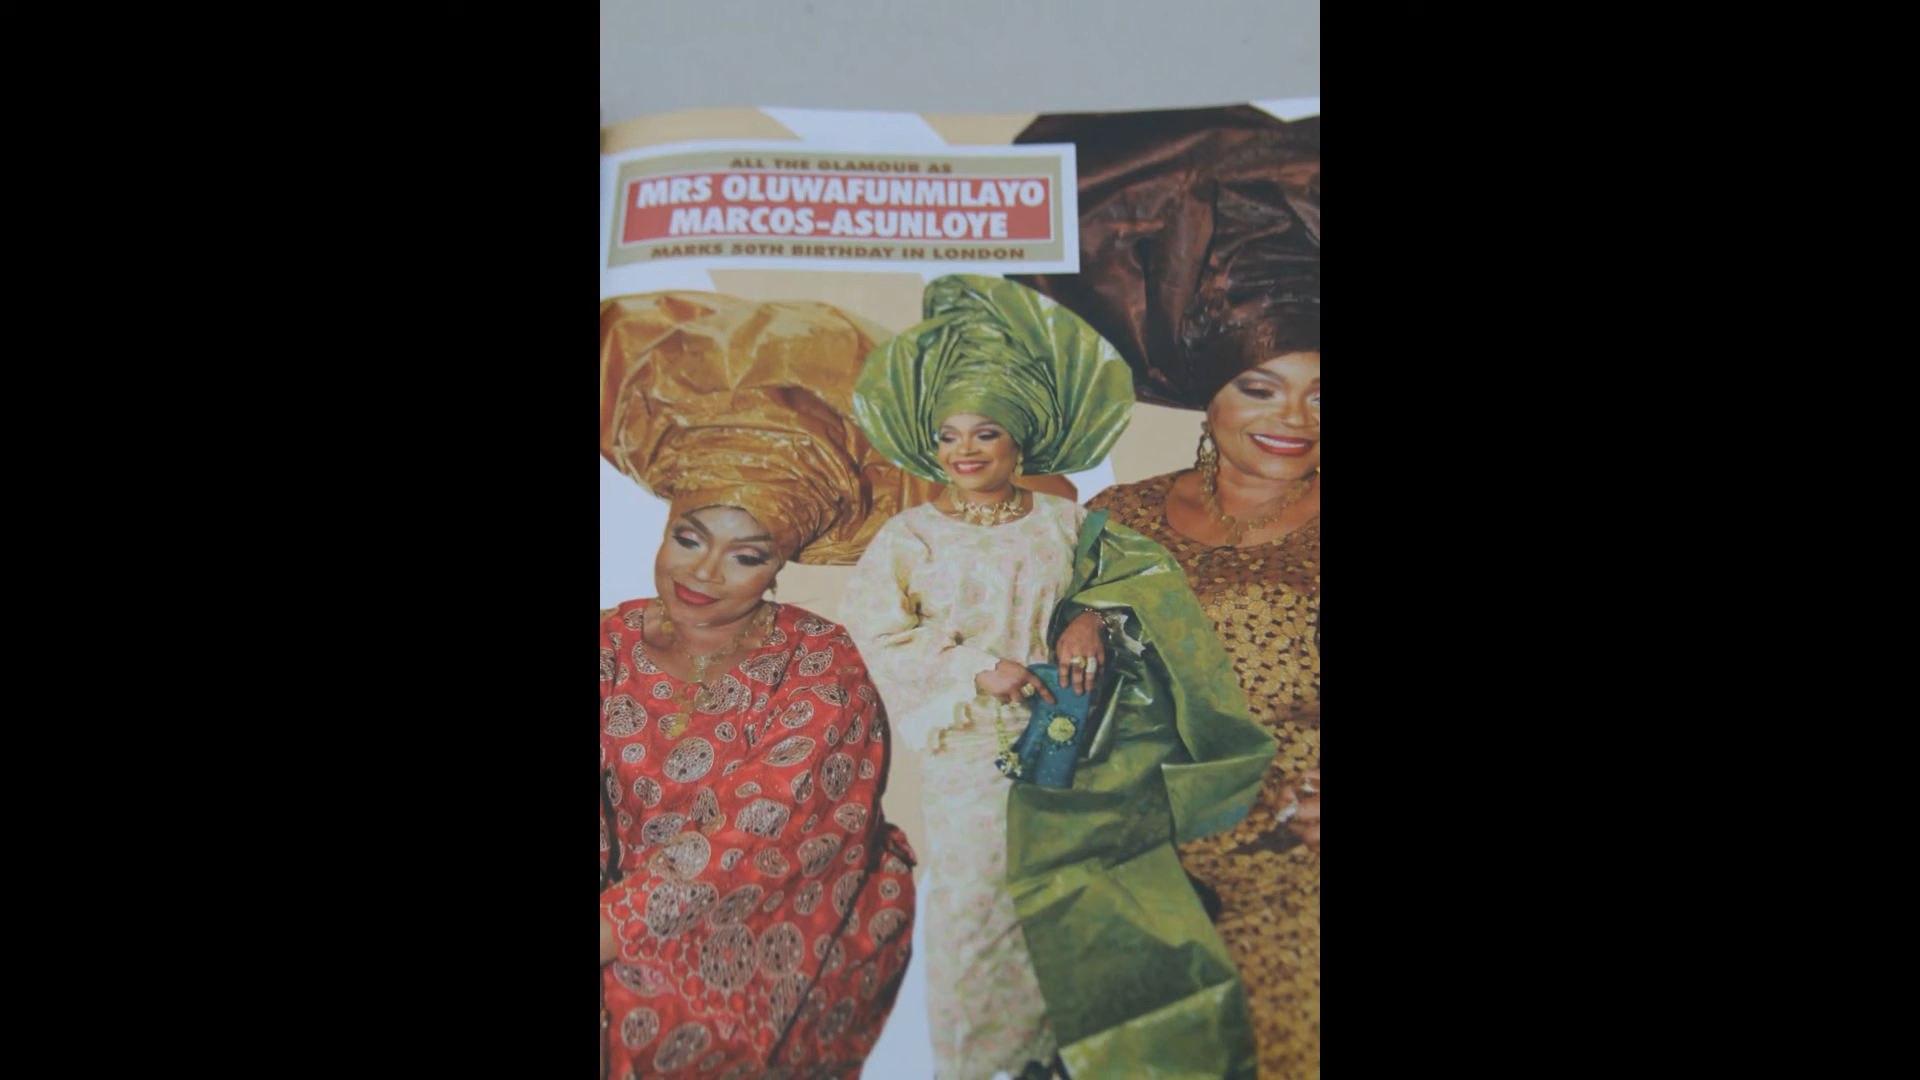 ALL THE GLAMOUR AS
MRS OLUWAFUNMILAYO
MARCOS-ASUNLOYE
MARKS 50TH BIRTHDAY IN LONDON